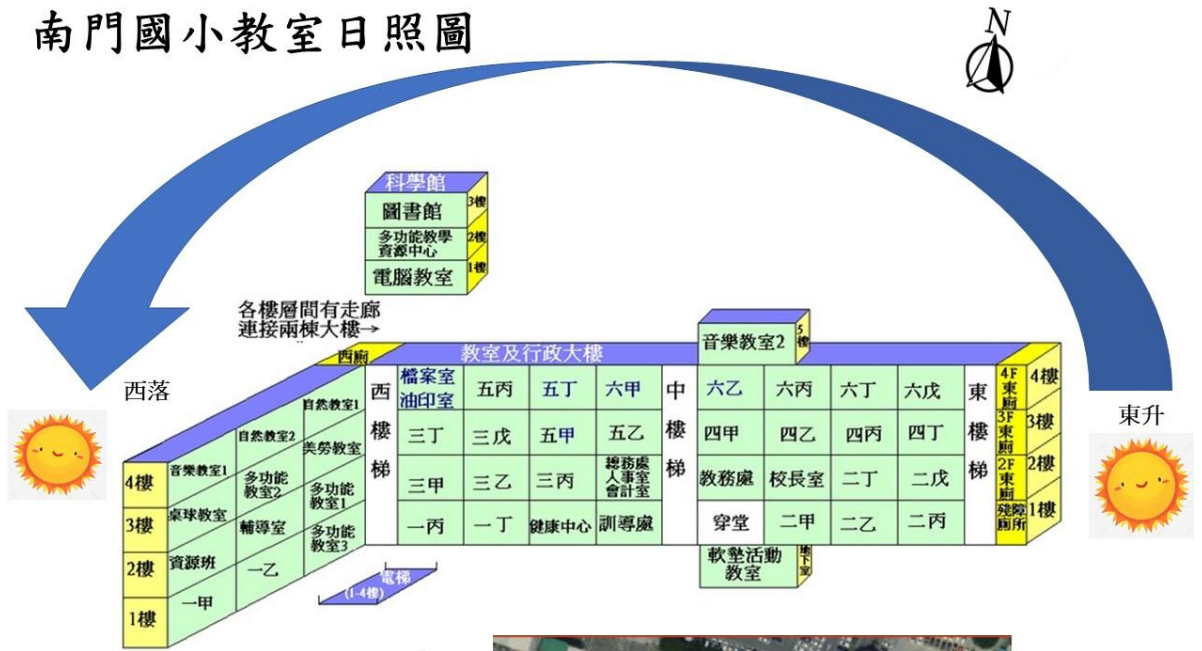 南門國小教室日照圖
N
科學館
圖書館
3樓
多功能教學
資源中心
2樓
電腦教室
1樓
各樓層間有走廊
連接兩棟大樓→
西落
東升
西廁
教室及行政大樓
音樂教室2
5樓
4樓
音樂教室1
自然教室2
自然教室1
3樓
桌球教室
多功能
教室2
美勞教室
2樓
資源班
輔導室
多功能
教室1
1樓
一甲
一乙
多功能
教室3
西樓梯
檔案室
油印室
五丙
五丁
六甲
中樓梯
六乙
六丙
六丁
六戊
東樓梯
4F
東廁
4樓
三丁
三戊
五甲
五乙
四甲
四乙
四丙
四丁
3F
東廁
3樓
三甲
三乙
三丙
總務處
人事室
會計室
教務處
校長室
二丁
二戊
2F
東廁
2樓
一丙
一丁
健康中心
訓導處
穿堂
二甲
二乙
二丙
殘障
廁所
1樓
軟墊活動
教室
地下室
電梯
(1-4樓)